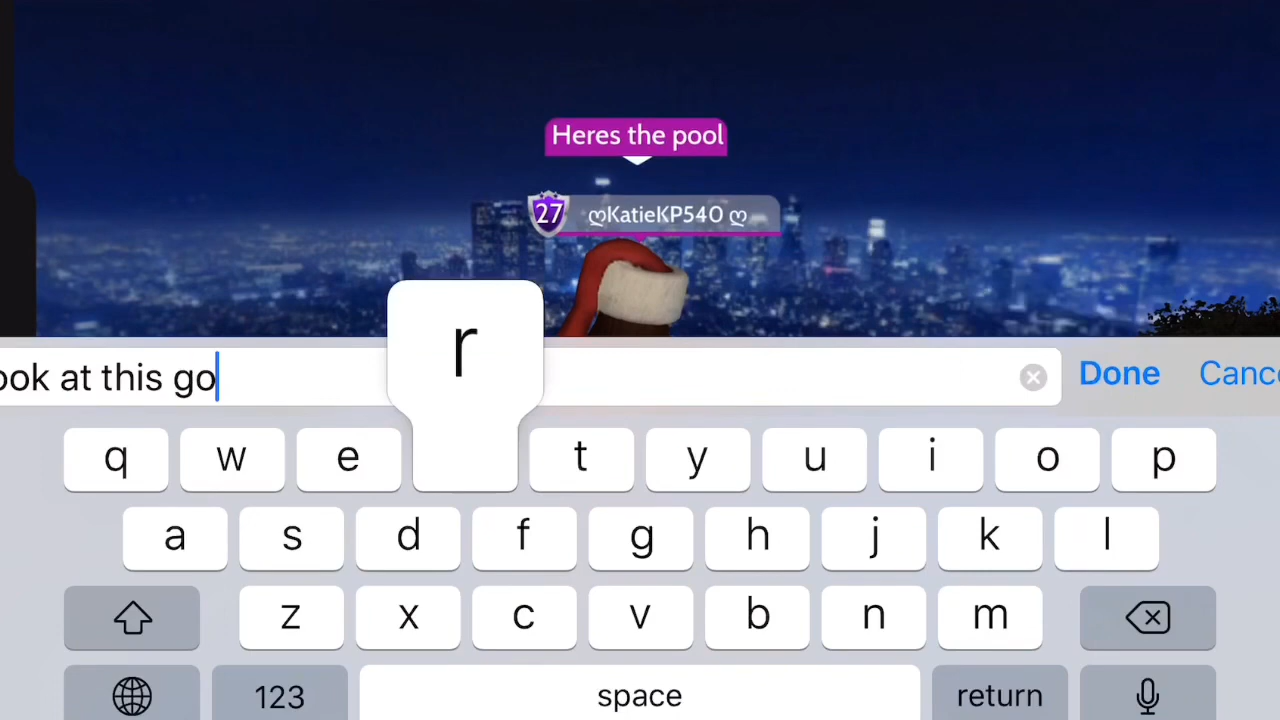 Heres the pool
27 ღKatieKP540 ღ
r
ook at this go
Done
Canc
q w e t y u i o p
a s d f g h j k l
z x c v b n m
123 space return